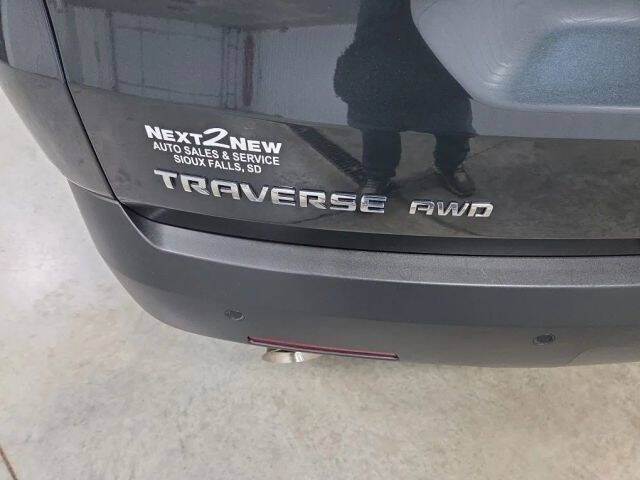 NEXT2NEW
AUTO SALES & SERVICE
SIOUX FALLS, SD
TRAVERSE AWD